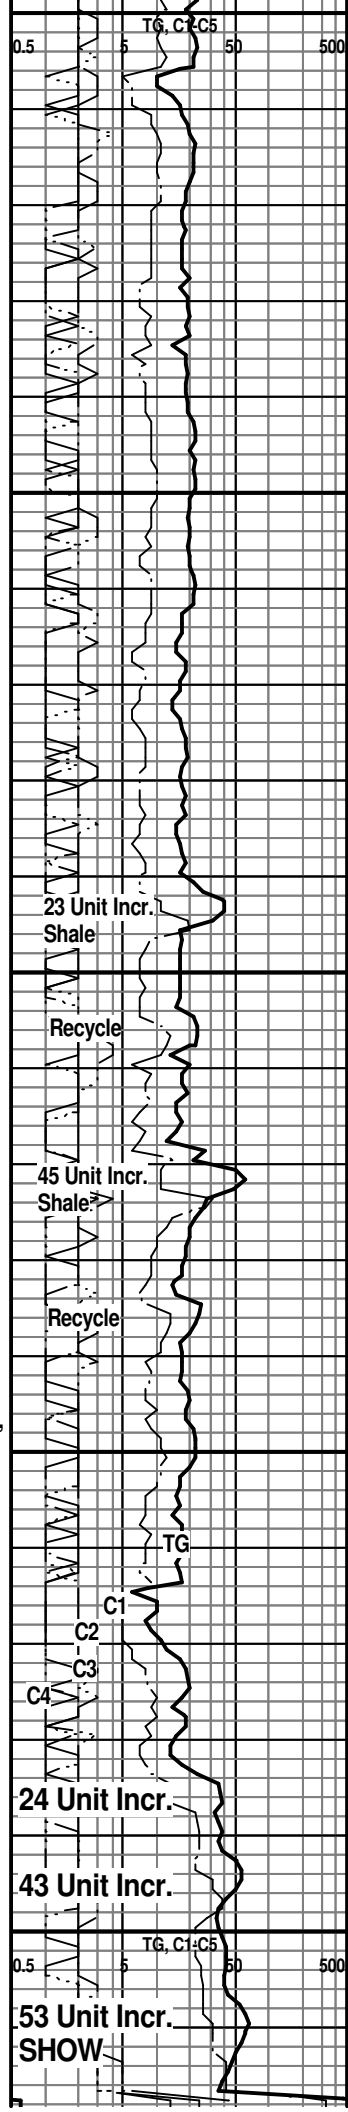 TG, C1-C5
0.5 5 50 500
23 Unit Incr.
Shale
Recycle
45 Unit Incr.
Shale
Recycle
TG
C1
C2
C3
C4
24 Unit Incr.
43 Unit Incr.
TG, C1-C5
0.5 5 50 500
53 Unit Incr.
SHOW